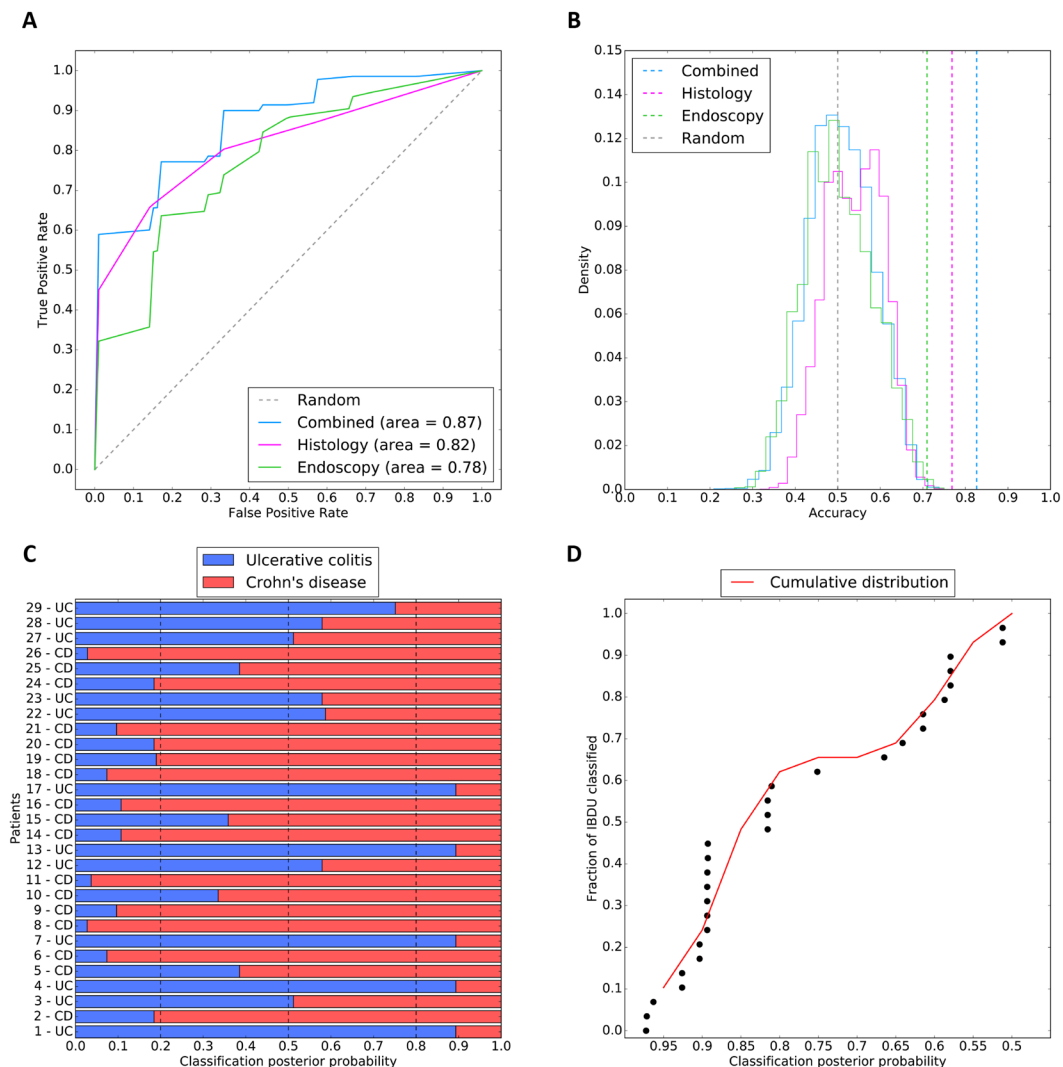 A
1.0
0.9
0.8
0.7
0.6
0.5
0.4
0.3
0.2
0.1
0.0
True Positive Rate
Random
Combined (area = 0.87)
Histology (area = 0.82)
Endoscopy (area = 0.78)
0.0 0.1 0.2 0.3 0.4 0.5 0.6 0.7 0.8 0.9 1.0
False Positive Rate
B
0.15
0.14
0.12
0.11
0.09
0.08
0.06
0.04
0.03
0.02
0.0
Density
Combined
Histology
Endoscopy
Random
0.0 0.1 0.2 0.3 0.4 0.5 0.6 0.7 0.8 0.9 1.0
Accuracy
C
Ulcerative colitis
Crohn's disease
Patients
29 - UC
28 - UC
27 - UC
26 - CD
25 - CD
24 - CD
23 - UC
22 - UC
21 - CD
20 - CD
19 - CD
18 - CD
17 - UC
16 - CD
15 - CD
14 - CD
13 - UC
12 - UC
11 - CD
10 - CD
9 - CD
8 - CD
7 - UC
6 - CD
5 - CD
4 - UC
3 - UC
2 - CD
1 - UC
0.0 0.1 0.2 0.3 0.4 0.5 0.6 0.7 0.8 0.9 1.0
Classification posterior probability
D
Cumulative distribution
1.0
0.9
0.8
0.7
0.6
0.5
0.4
0.3
0.2
0.1
0.0
Fraction of IBDU classified
0.95 0.9 0.85 0.8 0.75 0.7 0.65 0.6 0.55 0.5
Classification posterior probability